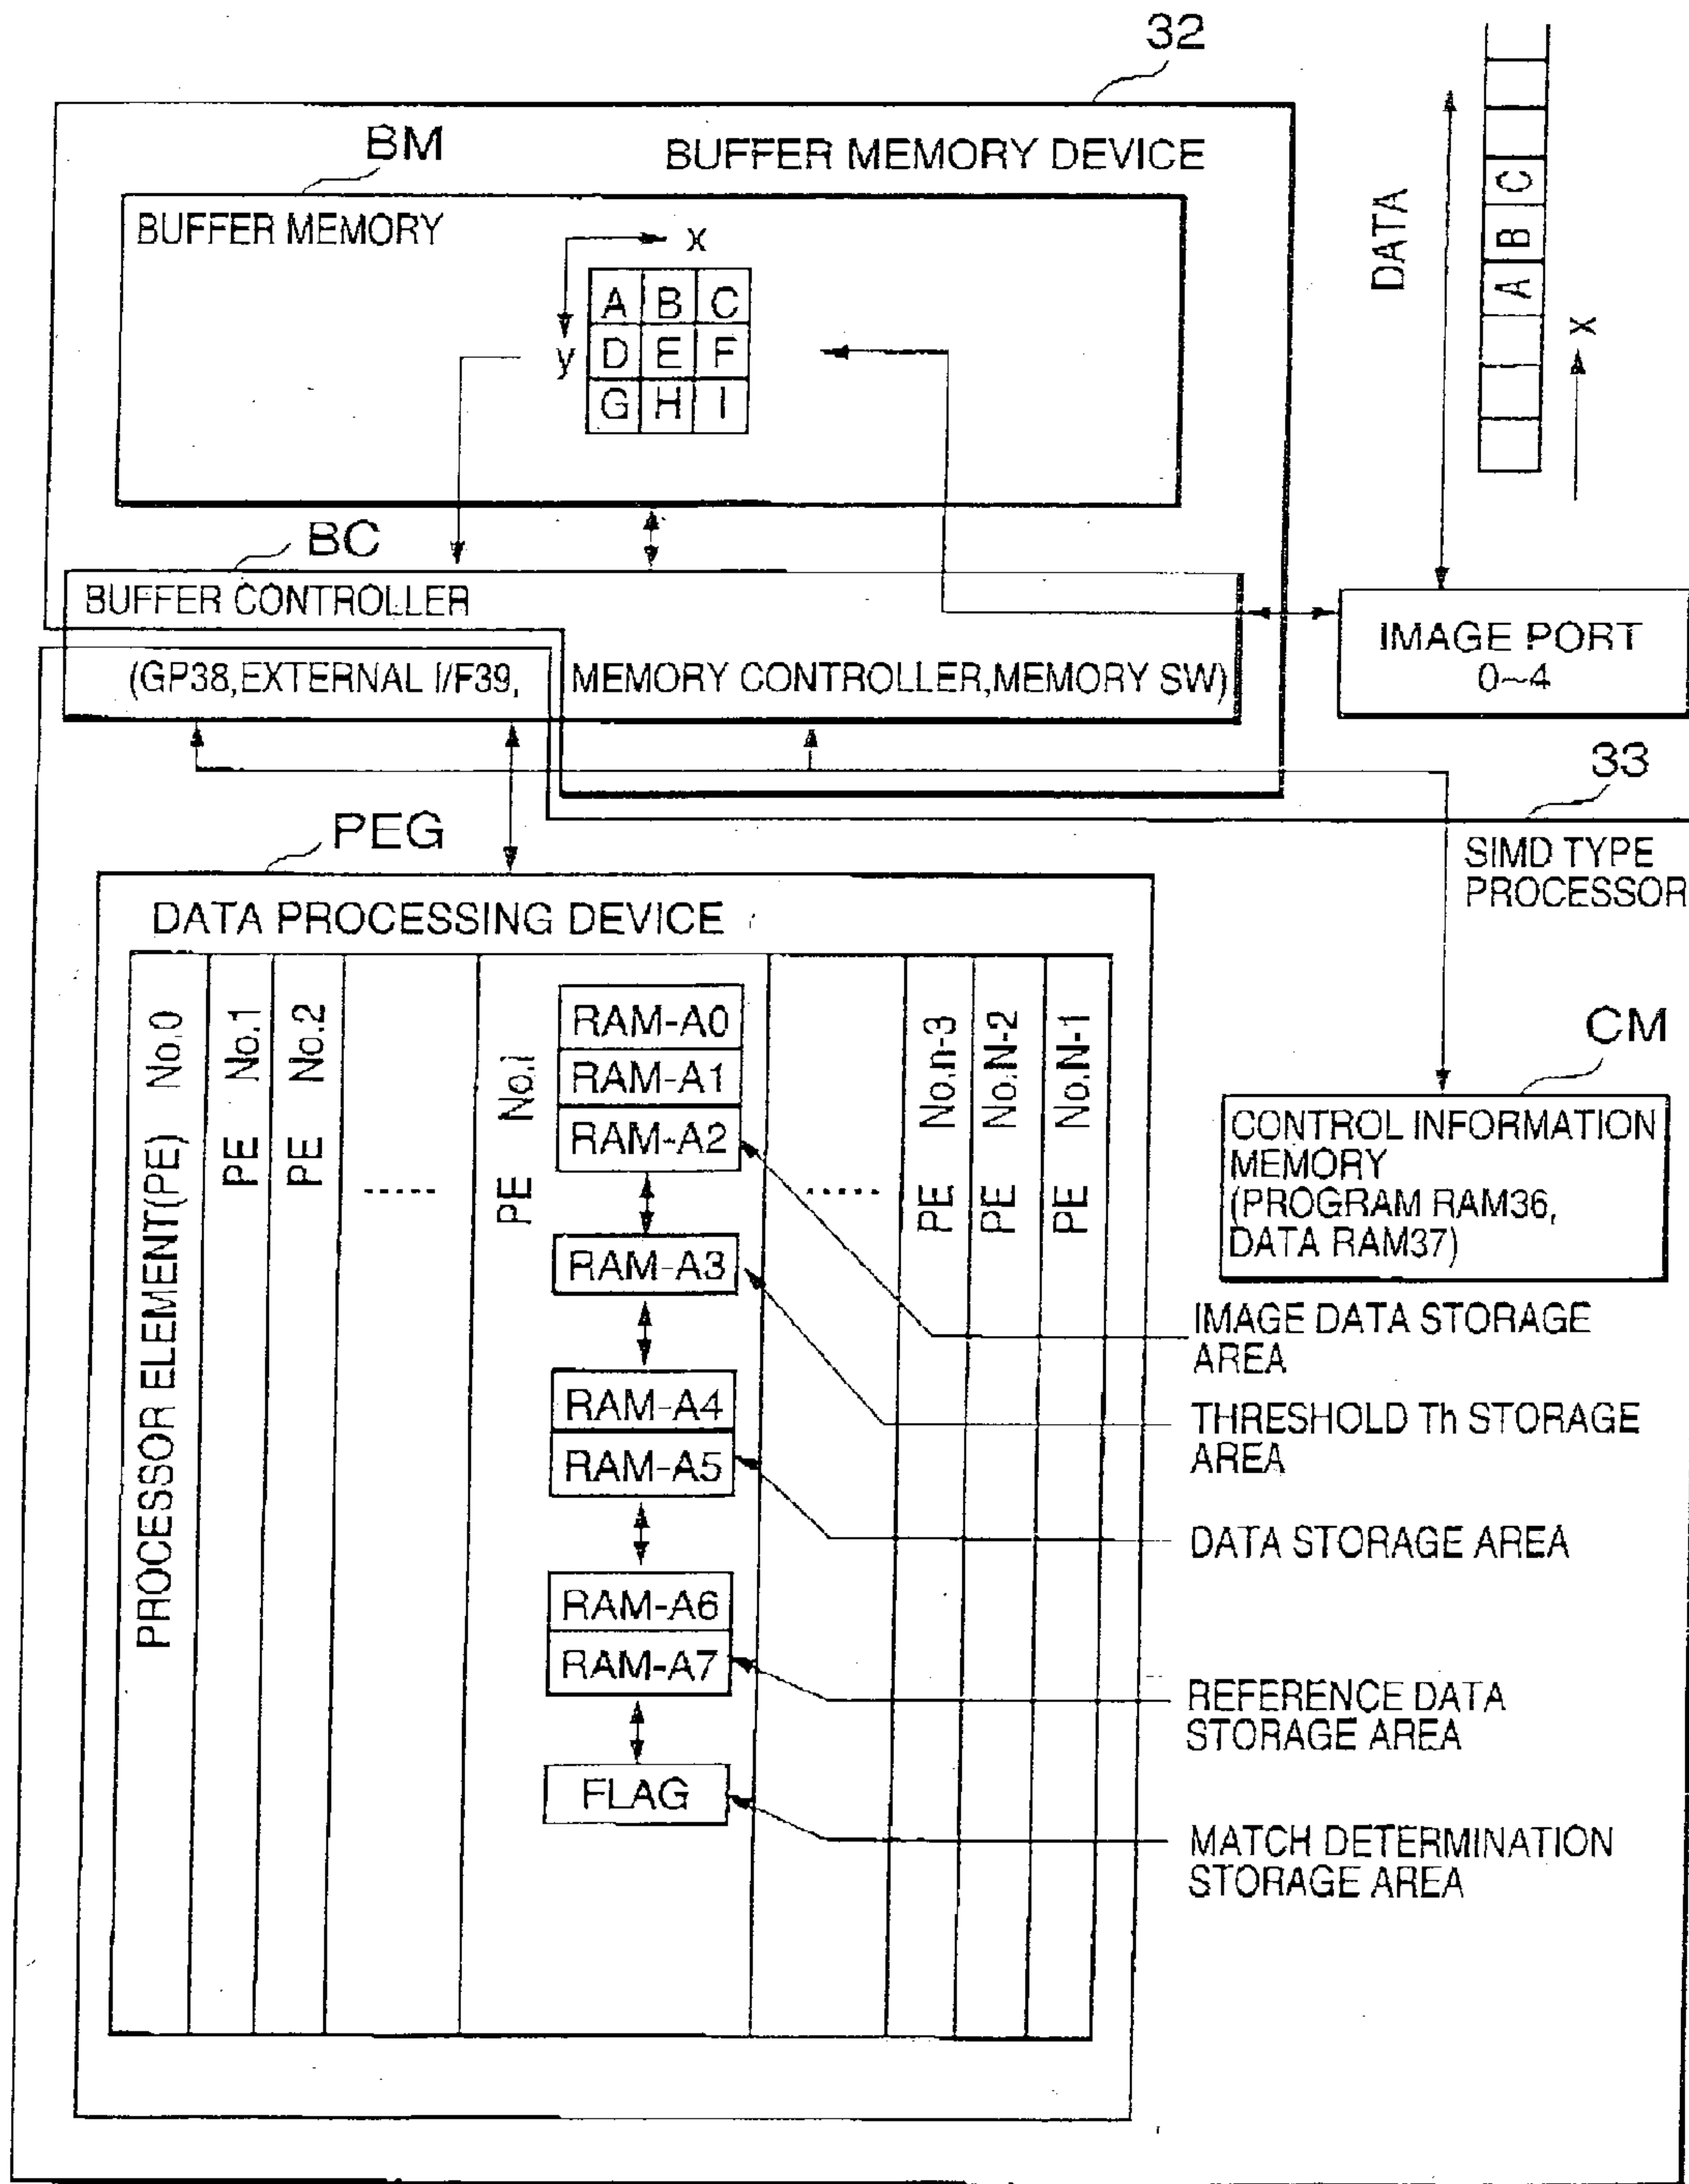 32
BM
BUFFER MEMORY DEVICE
BUFFER MEMORY
x
y
A B C
D E F
G H I
DATA
A B C
X
BC
BUFFER CONTROLLER
(GP38,EXTERNAL I/F39, MEMORY CONTROLLER,MEMORY SW)
IMAGE PORT
0~4
33
SIMD TYPE
PROCESSOR
PEG
DATA PROCESSING DEVICE
PROCESSOR ELEMENT(PE) No.0
PE No.1
PE No.2
......
PE No.I
RAM-A0
RAM-A1
RAM-A2
RAM-A3
RAM-A4
RAM-A5
RAM-A6
RAM-A7
FLAG
......
PE No.n-3
PE No.N-2
PE No.N-1
CM
CONTROL INFORMATION
MEMORY
(PROGRAM RAM36,
DATA RAM37)
IMAGE DATA STORAGE
AREA
THRESHOLD Th STORAGE
AREA
DATA STORAGE AREA
REFERENCE DATA
STORAGE AREA
MATCH DETERMINATION
STORAGE AREA